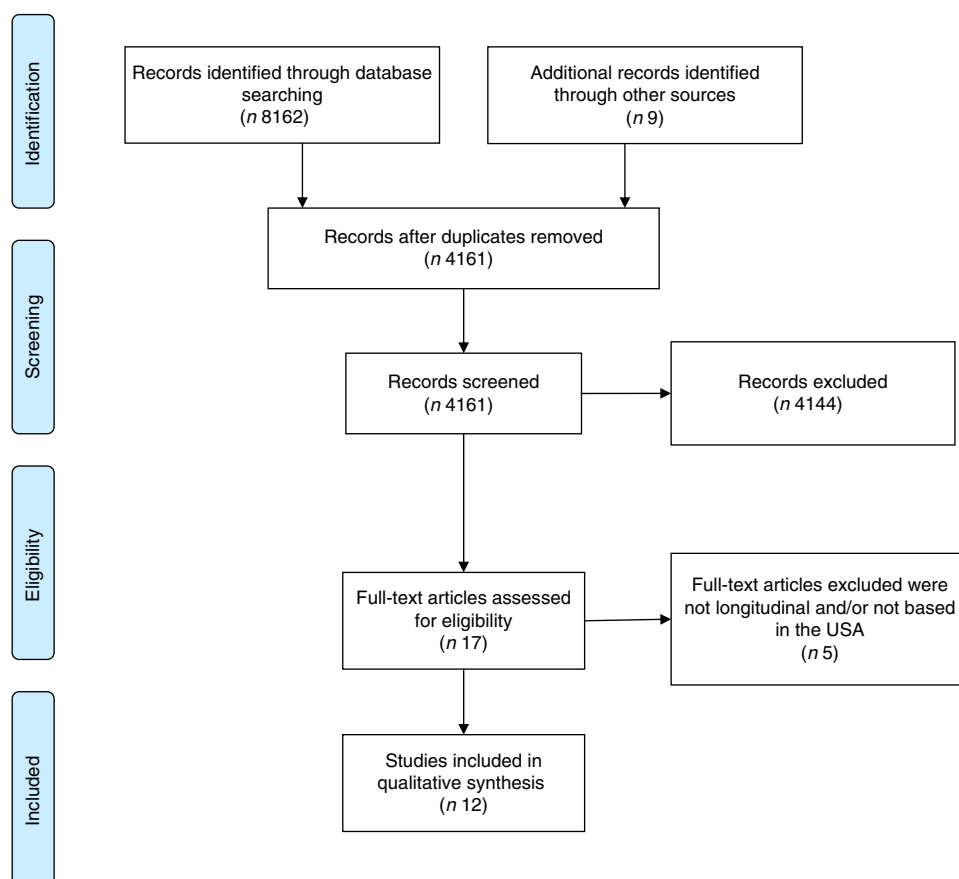 Identification
Records identified through database
searching
(n 8162)
Additional records identified
through other sources
(n 9)
Records after duplicates removed
(n 4161)
Screening
Records screened
(n 4161)
Records excluded
(n 4144)
Eligibility
Full-text articles assessed
for eligibility
(n 17)
Full-text articles excluded were
not longitudinal and/or not based
in the USA
(n 5)
Included
Studies included in
qualitative synthesis
(n 12)